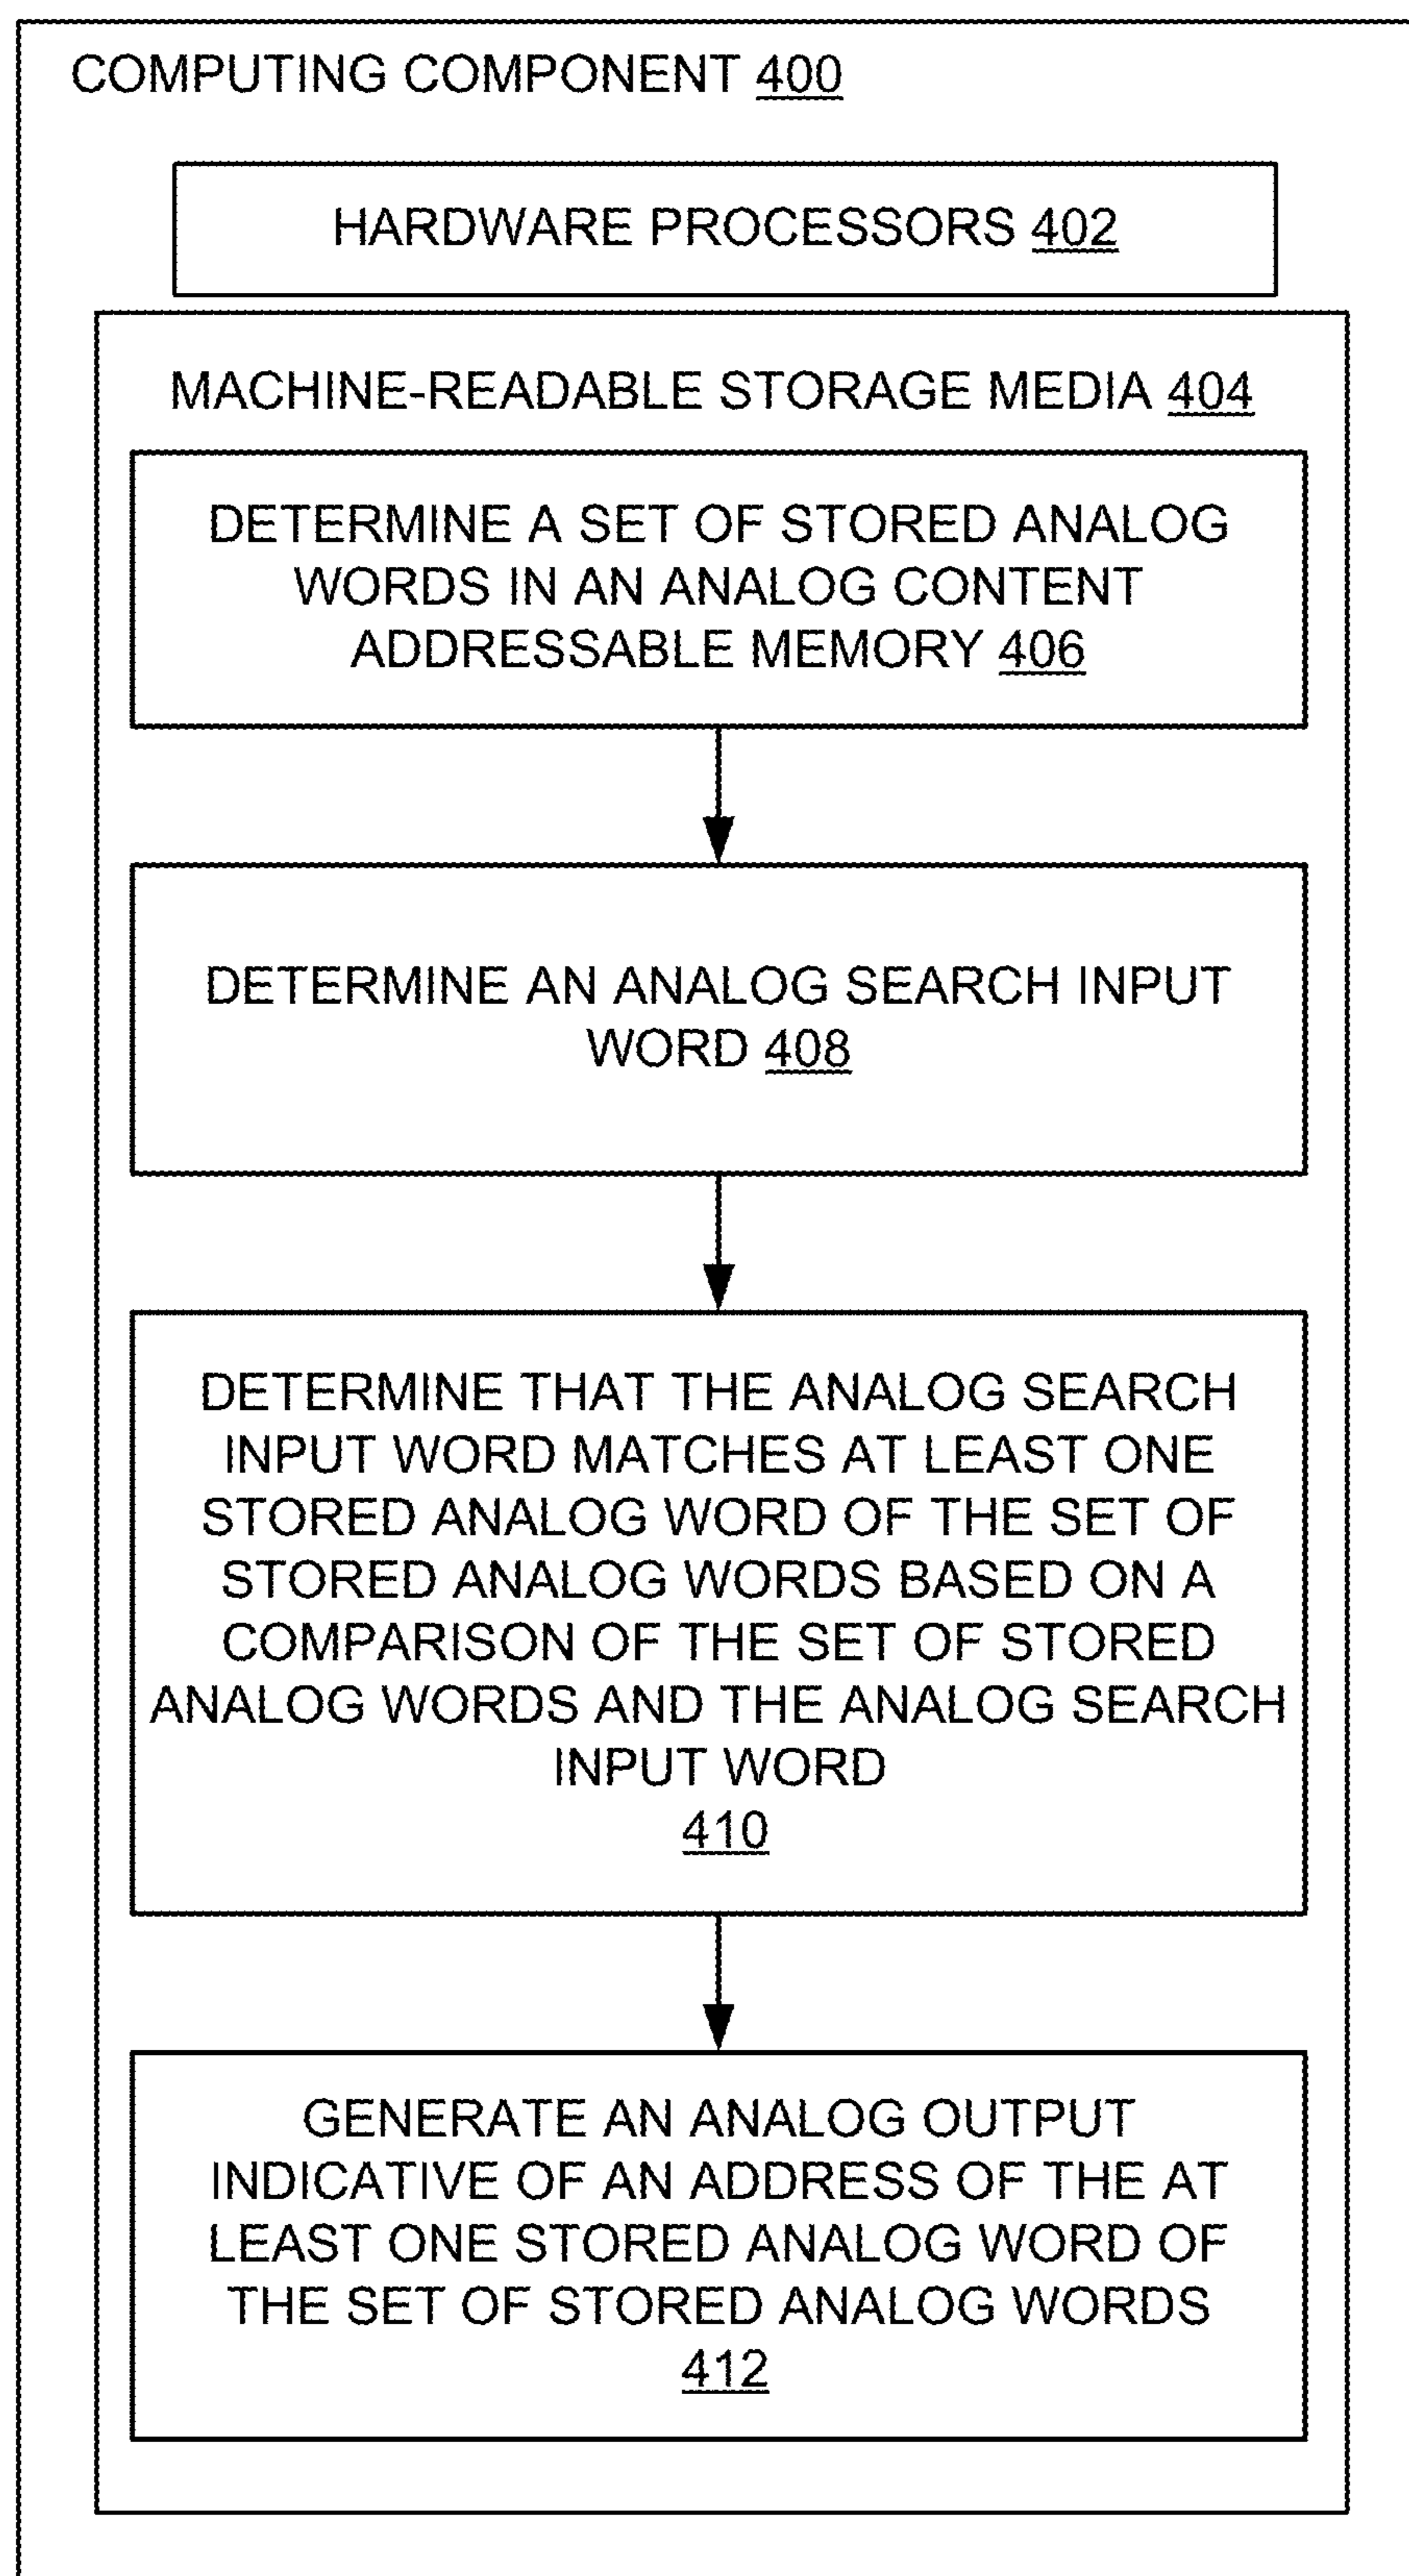 COMPUTING COMPONENT 400
HARDWARE PROCESSORS 402
MACHINE-READABLE STORAGE MEDIA 404
DETERMINE A SET OF STORED ANALOG
WORDS IN AN ANALOG CONTENT
ADDRESSABLE MEMORY 406
DETERMINE AN ANALOG SEARCH INPUT
WORD 408
DETERMINE THAT THE ANALOG SEARCH
INPUT WORD MATCHES AT LEAST ONE
STORED ANALOG WORD OF THE SET OF
STORED ANALOG WORDS BASED ON A
COMPARISON OF THE SET OF STORED
ANALOG WORDS AND THE ANALOG SEARCH
INPUT WORD
410
GENERATE AN ANALOG OUTPUT
INDICATIVE OF AN ADDRESS OF THE AT
LEAST ONE STORED ANALOG WORD OF
THE SET OF STORED ANALOG WORDS
412